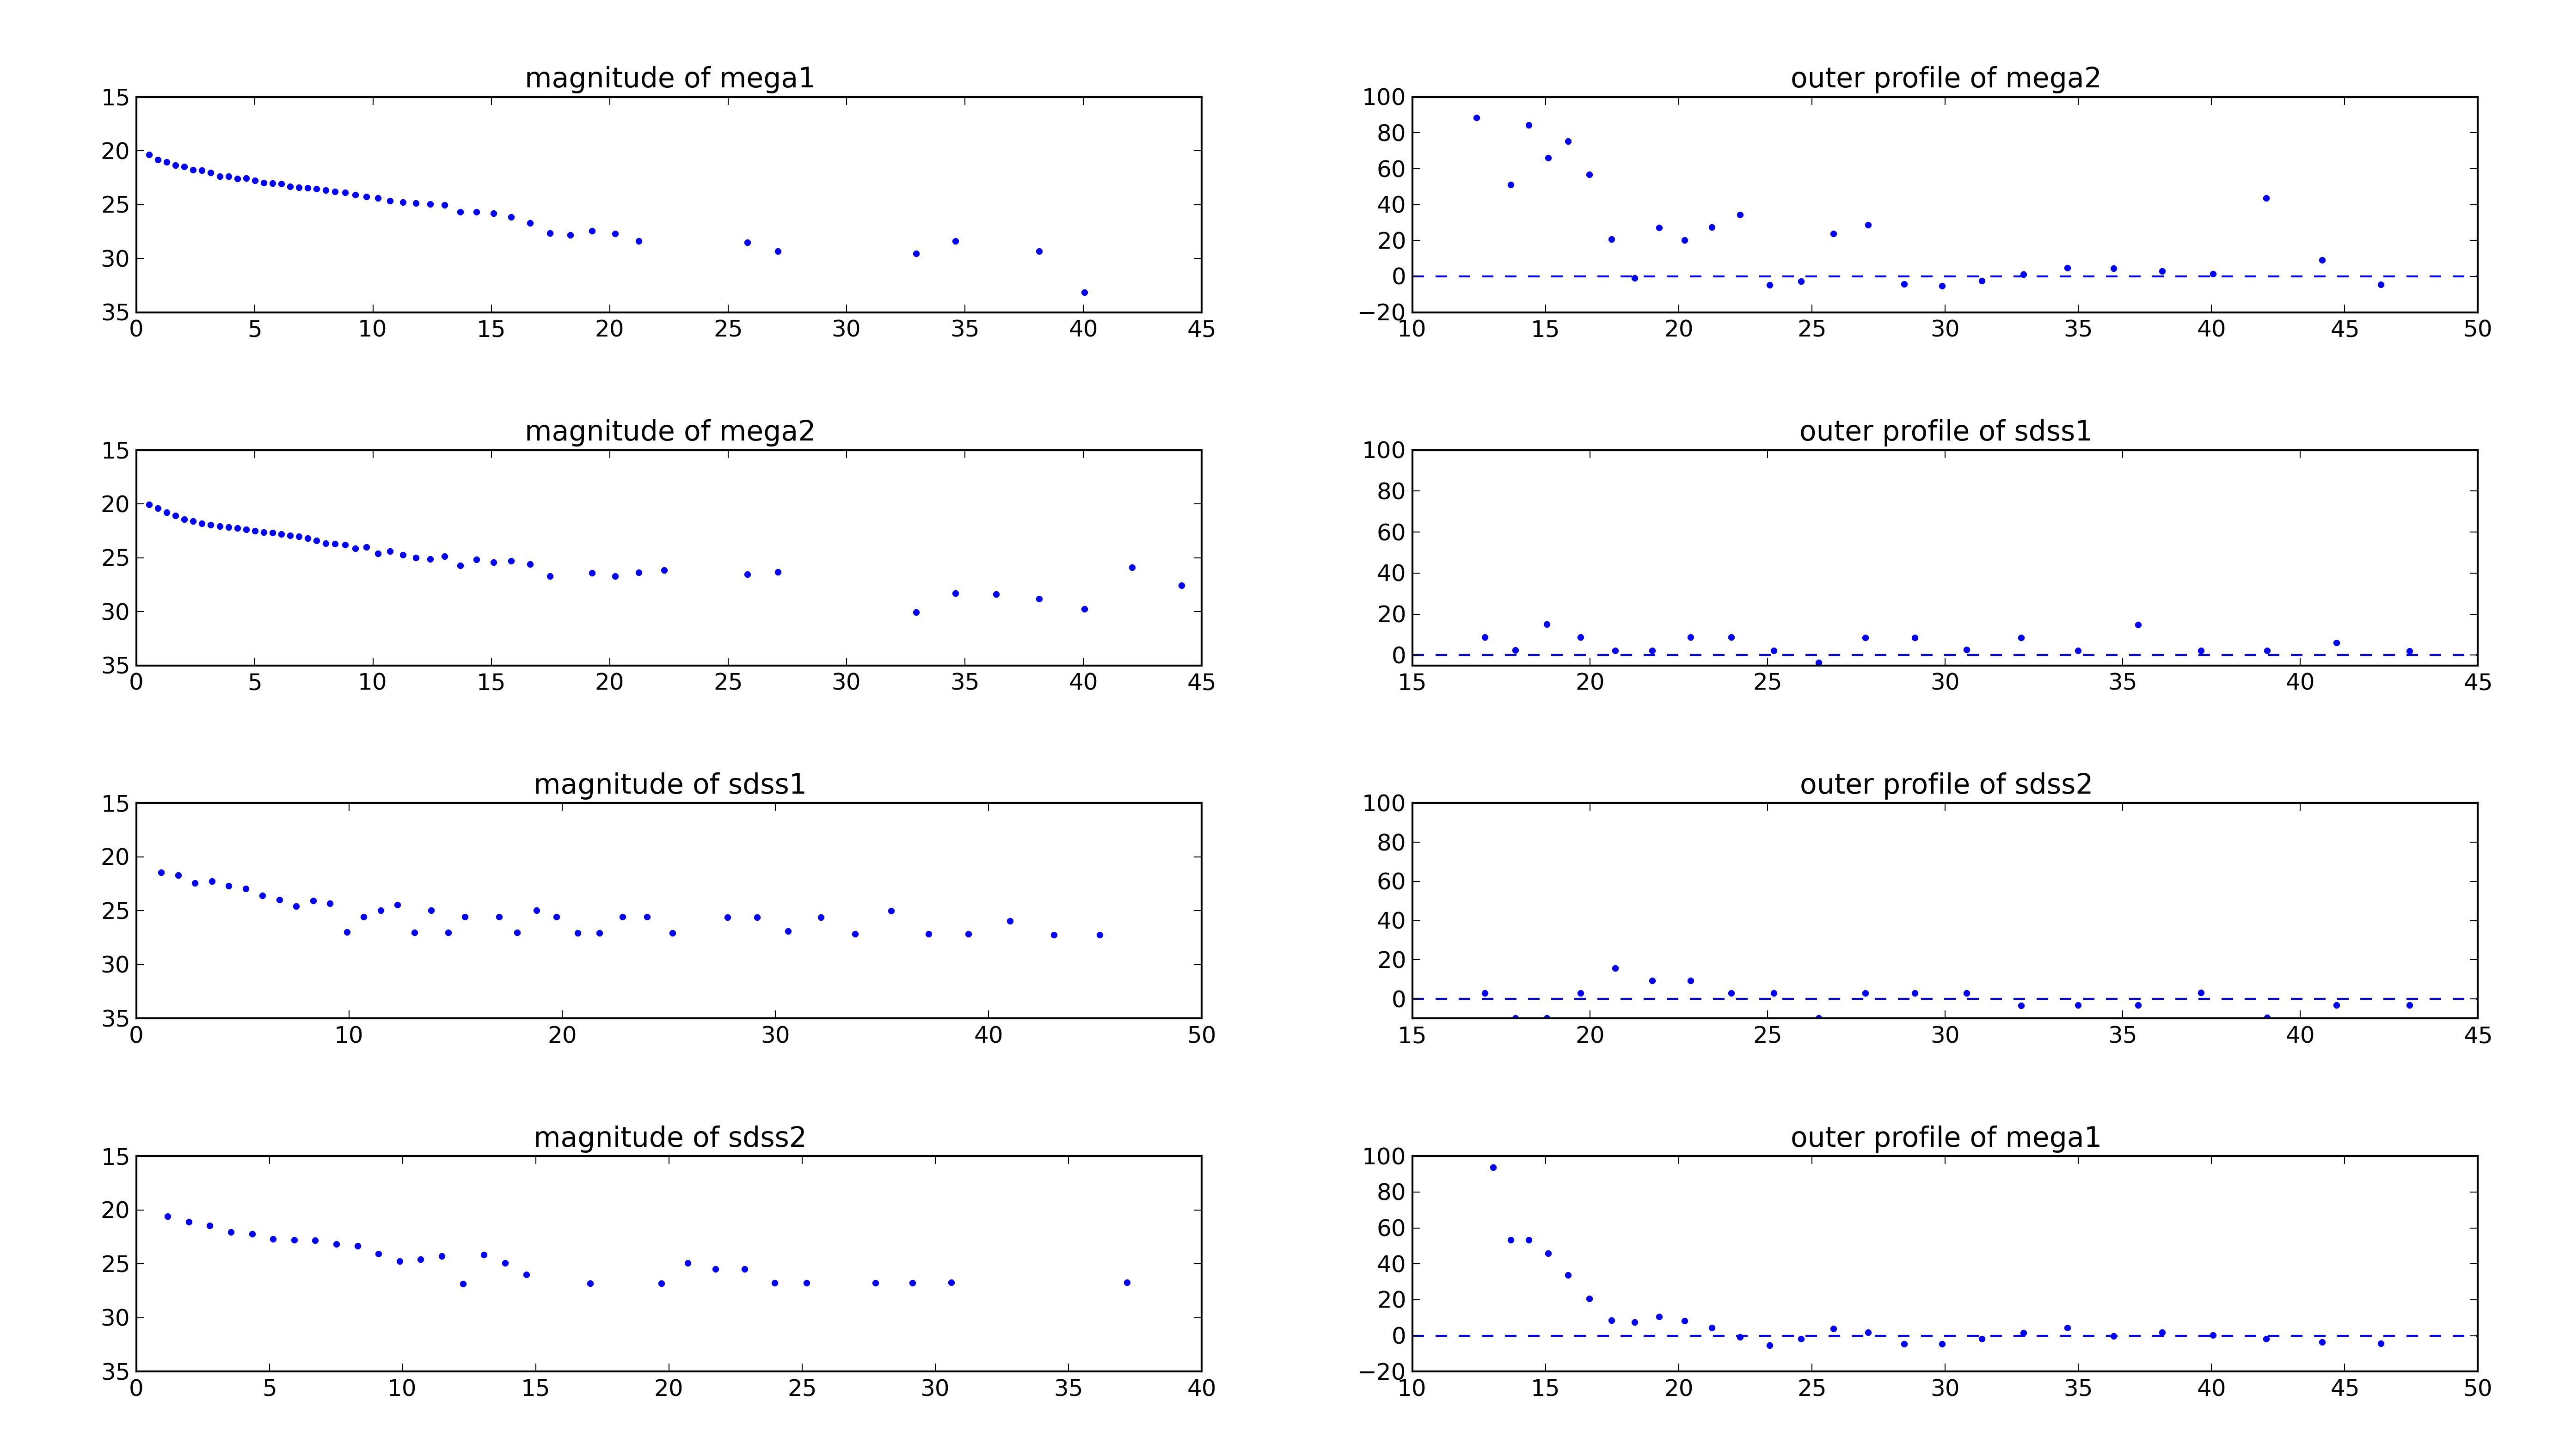 magnitude of mega1
15
20
25
30
35
0 5 10 15 20 25 30 35 40 45
outer profile of mega2
100
80
60
40
20
0
−20
10 15 20 25 30 35 40 45 50
magnitude of mega2
15
20
25
30
35
0 5 10 15 20 25 30 35 40 45
outer profile of sdss1
100
80
60
40
20
0
15 20 25 30 35 40 45
magnitude of sdss1
15
20
25
30
35
0 10 20 30 40 50
outer profile of sdss2
100
80
60
40
20
0
15 20 25 30 35 40 45
magnitude of sdss2
15
20
25
30
35
0 5 10 15 20 25 30 35 40
outer profile of mega1
100
80
60
40
20
0
−20
10 15 20 25 30 35 40 45 50